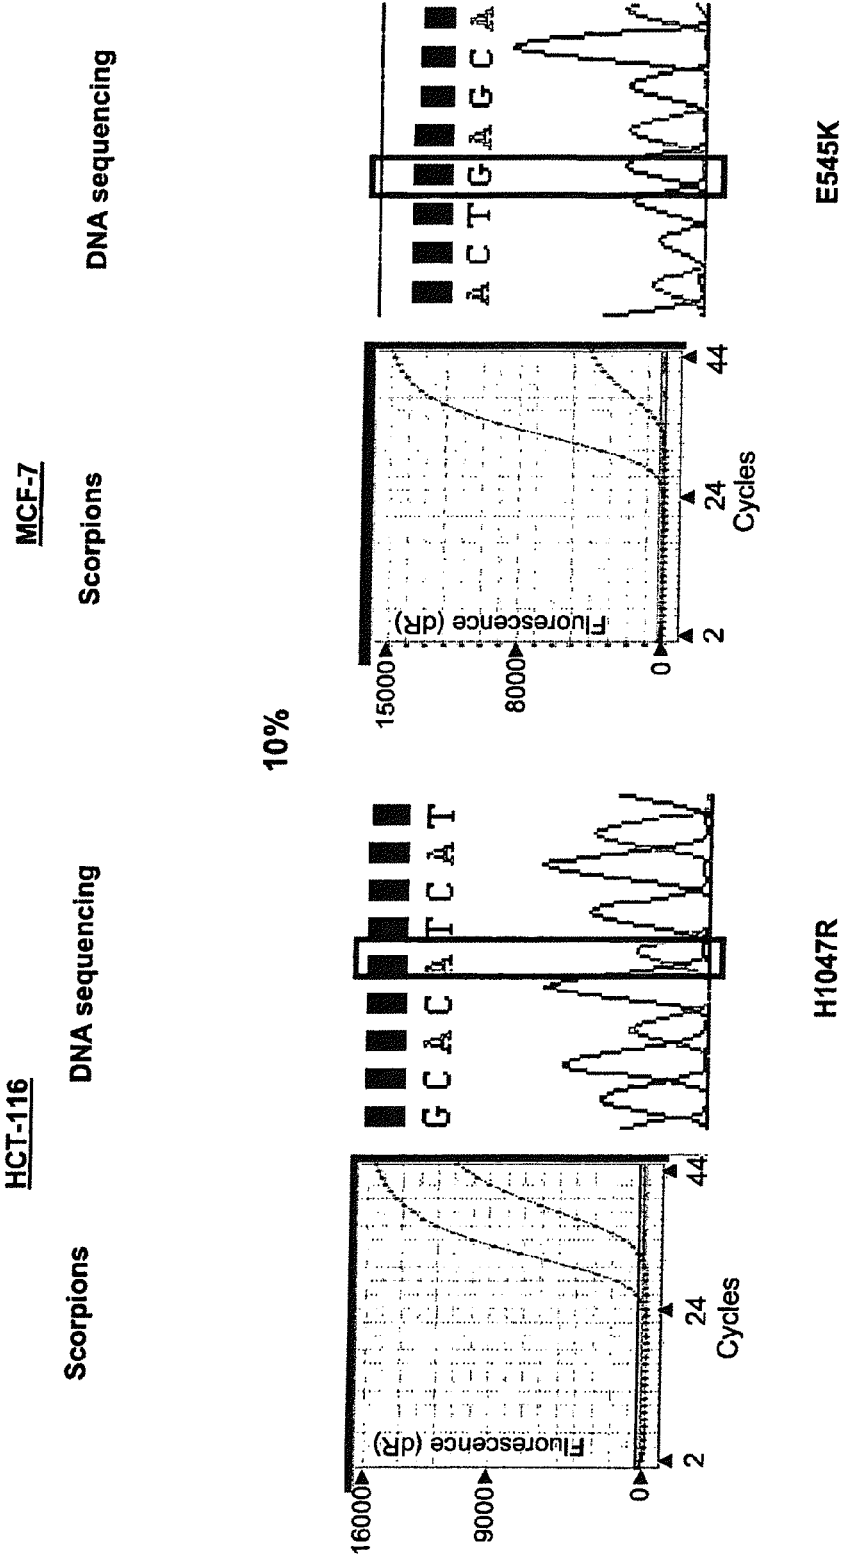 HCT-116
MCF-7
Scorpions
DNA sequencing
Scorpions
DNA sequencing
10%
16000
9000
0
Fluorescence (dR)
2
24
44
Cycles
G C A C A T C A T
H1047R
15000
8000
0
Fluorescence (dR)
2
24
44
Cycles
A C T G A G C A
E545K